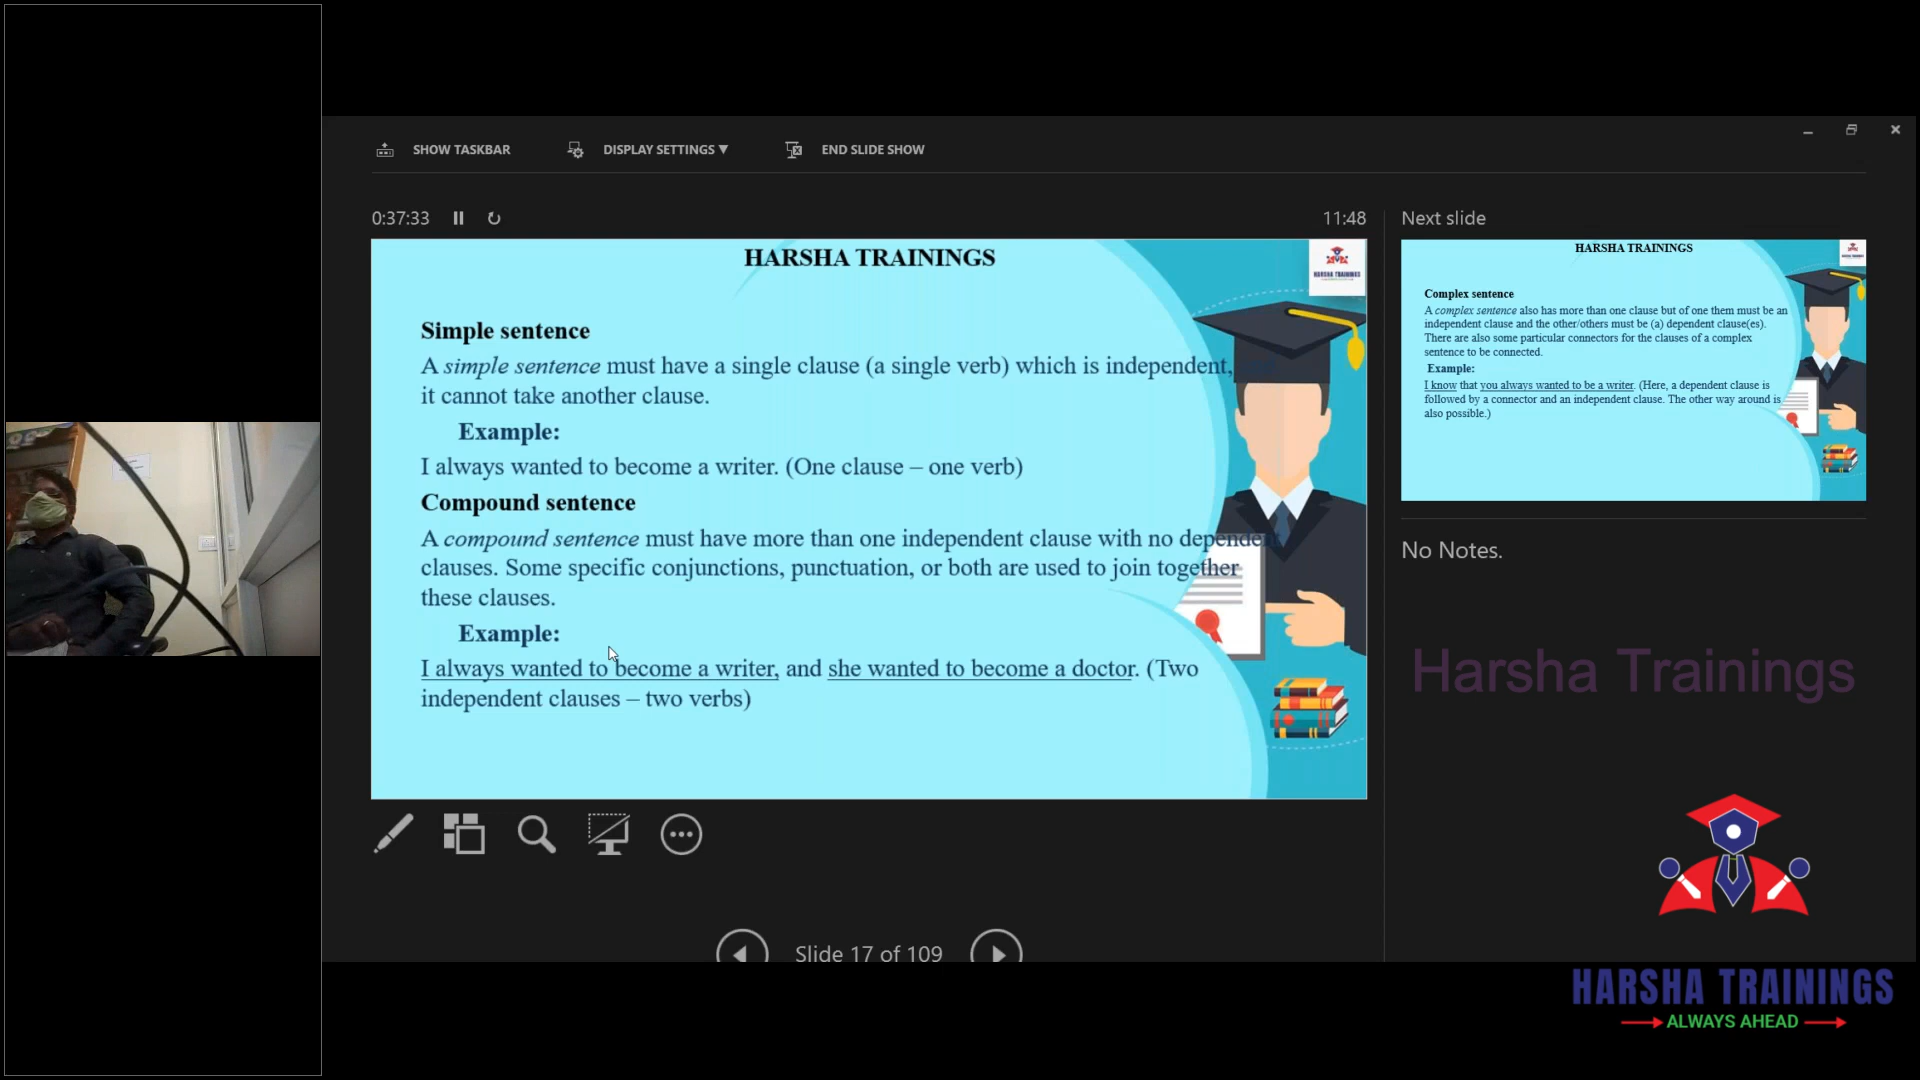 SHOW TASKBAR
DISPLAY SETTINGS ▼
END SLIDE SHOW
0:37:33
11:48
HARSHA TRAININGS
HARSHA TRAININGS
Simple sentence
A simple sentence must have a single clause (a single verb) which is independent,
it cannot take another clause.
Example:
I always wanted to become a writer. (One clause – one verb)
Compound sentence
A compound sentence must have more than one independent clause with no dependent
clauses. Some specific conjunctions, punctuation, or both are used to join together
these clauses.
Example:
I always wanted to become a writer, and she wanted to become a doctor. (Two
independent clauses – two verbs)
Slide 17 of 109
Next slide
HARSHA TRAININGS
Complex sentence
A complex sentence also has more than one clause but of one them must be an
independent clause and the other/others must be (a) dependent clause(es).
There are also some particular connectors for the clauses of a complex
sentence to be connected.
Example:
I know that you always wanted to be a writer. (Here, a dependent clause is
followed by a connector and an independent clause. The other way around is
also possible.)
No Notes.
Harsha Trainings
HARSHA TRAININGS
ALWAYS AHEAD